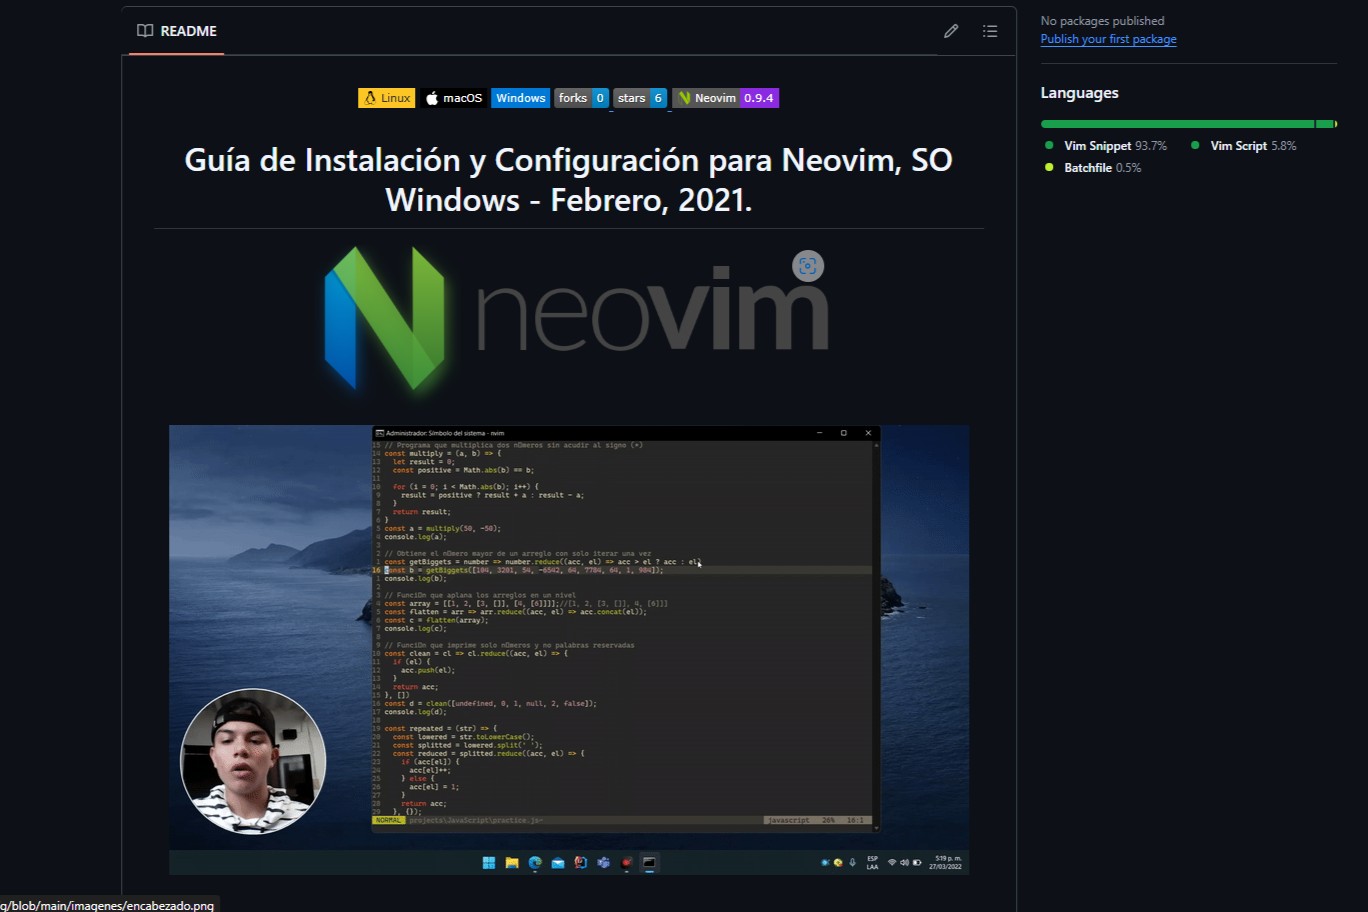 README
No packages published
Publish your first package
Languages
Vim Snippet 93.7%
Vim Script 5.8%
Batchfile 0.5%
Linux
macOS
Windows
forks 0
stars 6
Neovim 0.9.4
Guía de Instalación y Configuración para Neovim, SO
Windows - Febrero, 2021.
neovim
Administrador: Símbolo del sistema - nvim
15 // Programa que multiplica dos nÚmeros sin acudir al signo (*)
14 const multiply = (a, b) => {
13 let result = 0;
12 const positive = Math.abs(b) == b;
11
10 for (i = 0; i < Math.abs(b); i++) {
9 result = positive ? result + a : result - a;
8 }
7 return result;
6 }
5 const a = multiply(50, -50);
4 console.log(a);
3
2 // Obtiene el nÚmero mayor de un arreglo con solo iterar una vez
1 const getBiggets = number => number.reduce((acc, el) => acc > el ? acc : el)
16 const b = getBiggets([104, 3201, 54, -6542, 64, 7784, 64, 1, 904]);
1 console.log(b);
2
3 // FunciÓn que aplana los arreglos en un nivel
4 const array = [[1, 2, [3, []], [4, [6]]]];//[1, 2, [3, []], 4, [6]]]
5 const flatten = arr => arr.reduce((acc, el) => acc.concat(el));
6 const c = flatten(array);
7 console.log(c);
8
9 // FunciÓn que imprime solo nÚmeros y no palabras reservadas
10 const clean = cl => cl.reduce((acc, el) => {
11 if (el) {
12 acc.push(el);
13 }
14 return acc;
15 }, [])
16 const d = clean([undefined, 0, 1, null, 2, false]);
17 console.log(d);
18
19 const repeated = (str) => {
20 const lowered = str.toLowerCase();
21 const splitted = lowered.split(' ');
22 const reduced = splitted.reduce((acc, el) => {
23 if (acc[el]) {
24 acc[el]++;
25 } else {
26 acc[el] = 1;
27 }
28 return acc;
29 }, {});
NORMAL projects\JavaScript\practice.js javascript 26% 16:1
ESP
LAA
5:19 p. m.
27/03/2022
g/blob/main/imagenes/encabezado.png